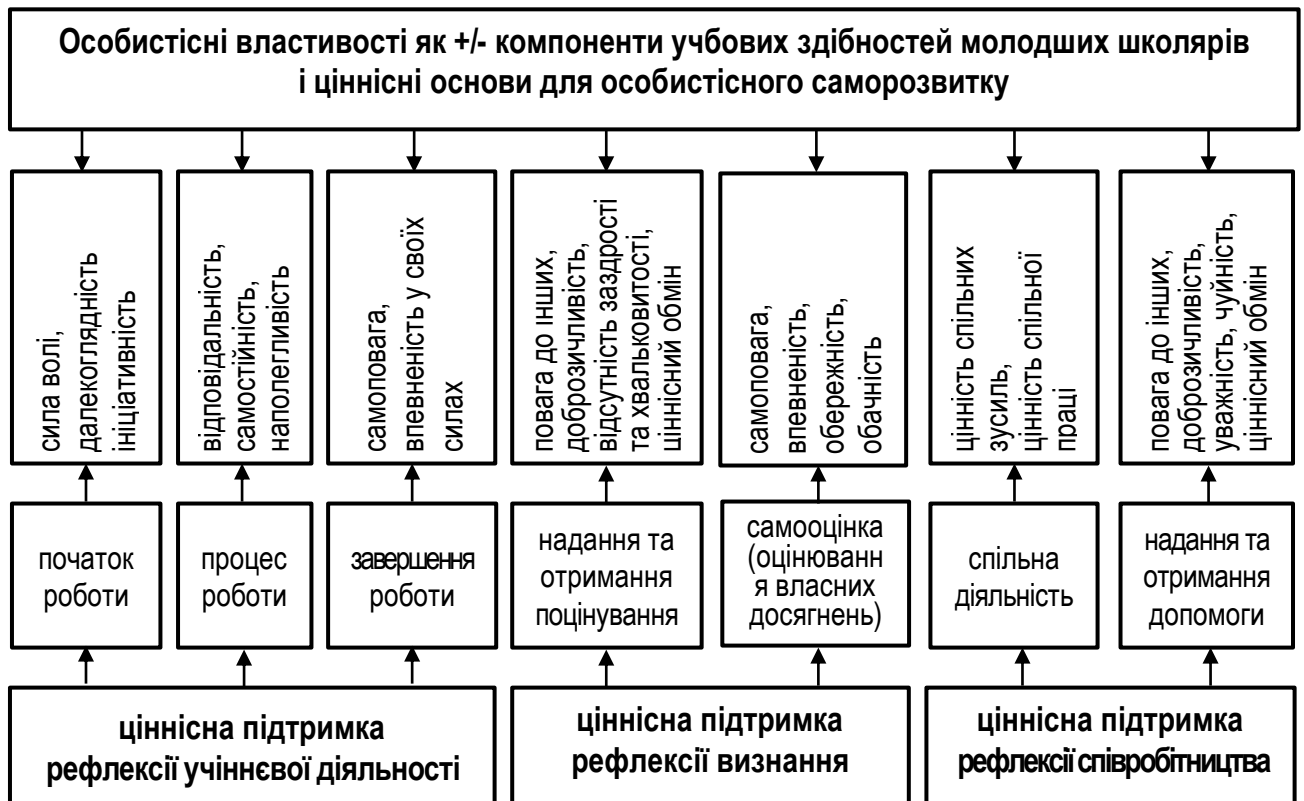 Особистісні властивості як +/- компоненти учбових здібностей молодших школярів
і ціннісні основи для особистісного саморозвитку
сила волі,
далекоглядність
ініціативність
відповідальність,
самостійність,
наполегливість
самоповага,
впевненість у своїх
силах
повага до інших,
доброзичливість,
відсутність заздрості
та хвальковитості,
ціннісний обмін
самоповага,
впевненість,
обережність,
обачність
цінність спільних
зусиль,
цінність спільної
праці
повага до інших,
доброзичливість,
уважність, чуйність,
ціннісний обмін
початок
роботи
процес
роботи
завершення
роботи
надання та
отримання
поцінування
самооцінка
(оцінюванн
я власних
досягнень)
спільна
діяльність
надання та
отримання
допомоги
ціннісна підтримка
рефлексії учіннєвої діяльності
ціннісна підтримка
рефлексії визнання
ціннісна підтримка
рефлексії співробітництва